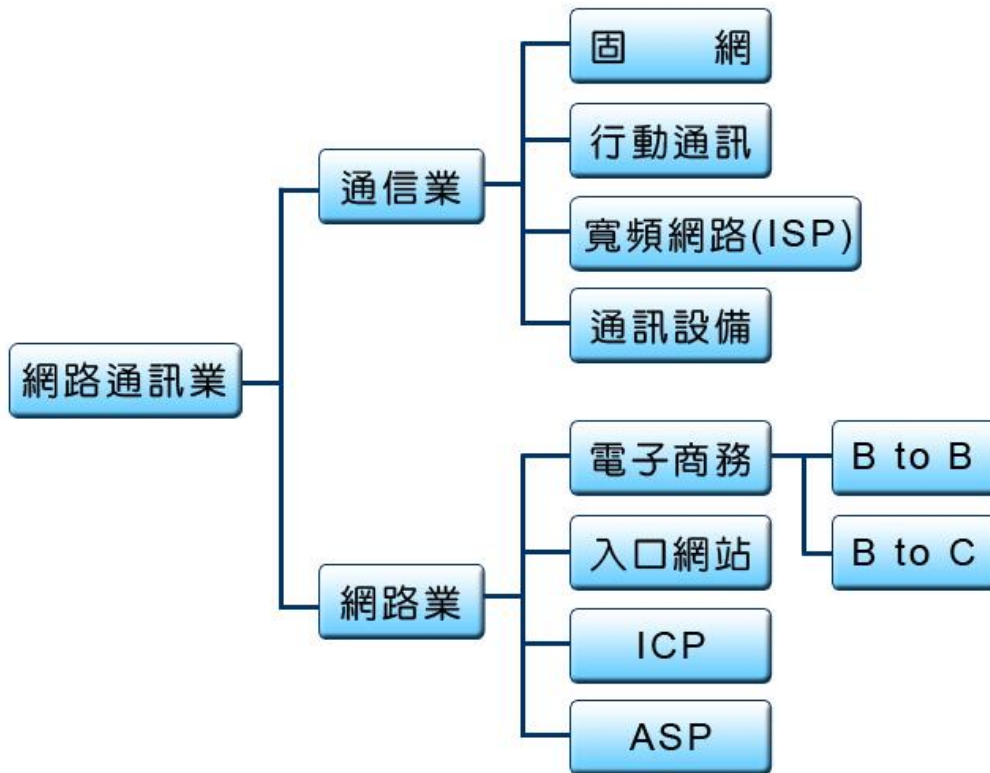 網路通訊業
通信業
固 網
行動通訊
寬頻網路(ISP)
通訊設備
網路業
電子商務
B to B
B to C
入口網站
ICP
ASP